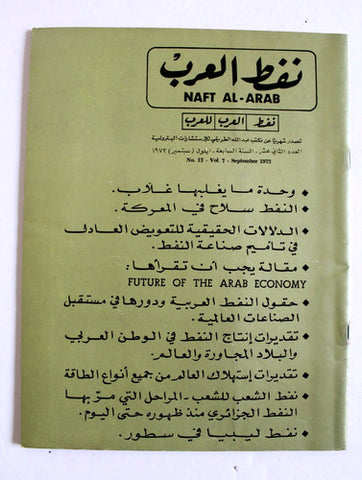 نفط العرب
NAFT AL-ARAB
نفط العرب للعرب
تصدر شهريًا عن مكتب عبدالله الطريقي للاستشارات البترولية
العدد الثاني عشر - السنة السابعة - ايلول (سبتمبر) ١٩٧٢
No. 12 - Vol. 7 - September 1972
♦ وحدة ما يغلبها غلاب.
♦ النفط سلاح في المعركة.
♦ الدلالات الحقيقية للتعويض العادل
في تأميم صناعة النفط.
♦ مقالة يجب أن تقرأها:
FUTURE OF THE ARAB ECONOMY
♦ حقول النفط العربية ودورها في مستقبل
الصناعات العالمية.
♦ تقديرات إنتاج النفط في الوطن العربي
والبلاد المجاورة والعالم.
♦ تقديرات إستهلاك العالم من جميع أنواع الطاقة
♦ نفط الشعب للشعب - المراحل التي مرّ بها
النفط الجزائري منذ ظهوره حتى اليوم.
♦ نفط ليبيا في سطور.